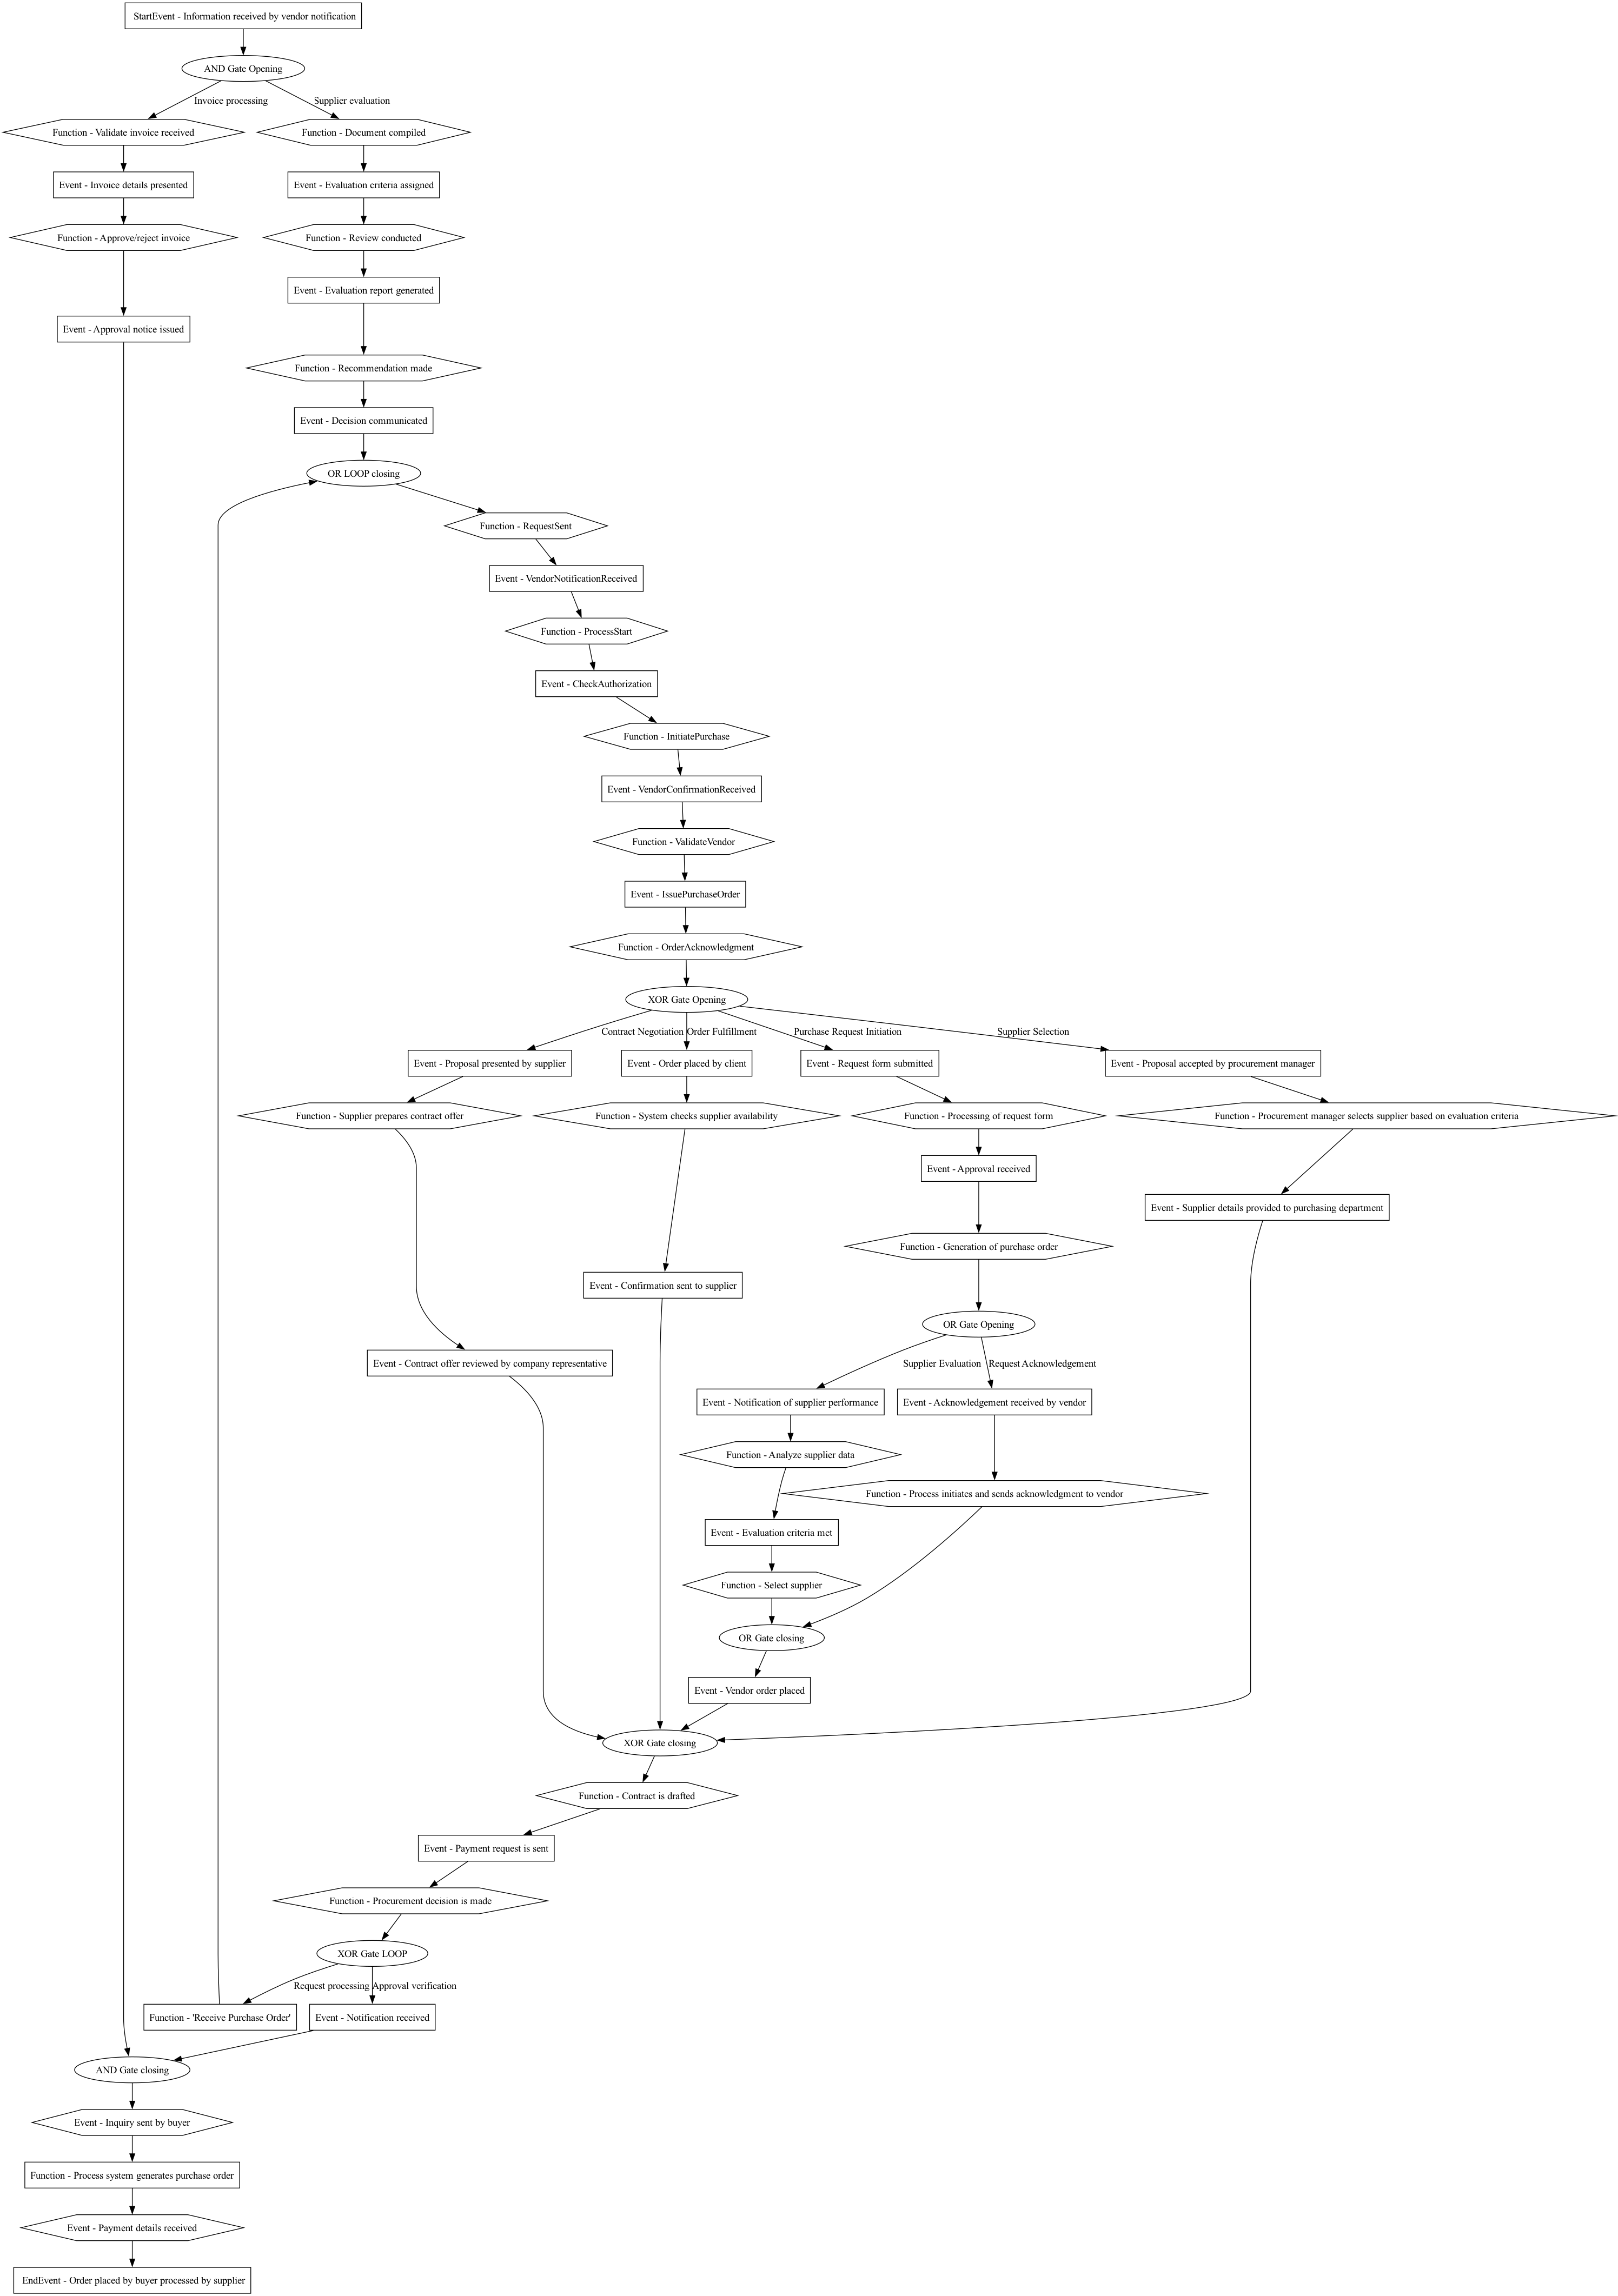 StartEvent - Information received by vendor notification
AND Gate Opening
Invoice processing
Supplier evaluation
Function - Validate invoice received
Function - Document compiled
Event - Invoice details presented
Event - Evaluation criteria assigned
Function - Approve/reject invoice
Function - Review conducted
Event - Evaluation report generated
Event - Approval notice issued
Function - Recommendation made
Event - Decision communicated
OR LOOP closing
Function - RequestSent
Event - VendorNotificationReceived
Function - ProcessStart
Event - CheckAuthorization
Function - InitiatePurchase
Event - VendorConfirmationReceived
Function - ValidateVendor
Event - IssuePurchaseOrder
Function - OrderAcknowledgment
XOR Gate Opening
Contract Negotiation
Order Fulfillment
Purchase Request Initiation
Supplier Selection
Event - Proposal presented by supplier
Event - Order placed by client
Event - Request form submitted
Event - Proposal accepted by procurement manager
Function - Supplier prepares contract offer
Function - System checks supplier availability
Function - Processing of request form
Function - Procurement manager selects supplier based on evaluation criteria
Event - Approval received
Event - Supplier details provided to purchasing department
Function - Generation of purchase order
Event - Confirmation sent to supplier
OR Gate Opening
Event - Contract offer reviewed by company representative
Supplier Evaluation
Request Acknowledgement
Event - Notification of supplier performance
Event - Acknowledgement received by vendor
Function - Analyze supplier data
Function - Process initiates and sends acknowledgment to vendor
Event - Evaluation criteria met
Function - Select supplier
OR Gate closing
Event - Vendor order placed
XOR Gate closing
Function - Contract is drafted
Event - Payment request is sent
Function - Procurement decision is made
XOR Gate LOOP
Request processing
Approval verification
Function - 'Receive Purchase Order'
Event - Notification received
AND Gate closing
Event - Inquiry sent by buyer
Function - Process system generates purchase order
Event - Payment details received
EndEvent - Order placed by buyer processed by supplier